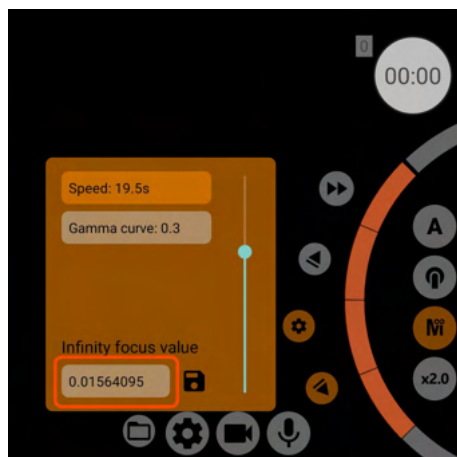 0
00:00
Speed: 19.5s
Gamma curve: 0.3
A
M∞
Infinity focus value
0.01564095
x2.0